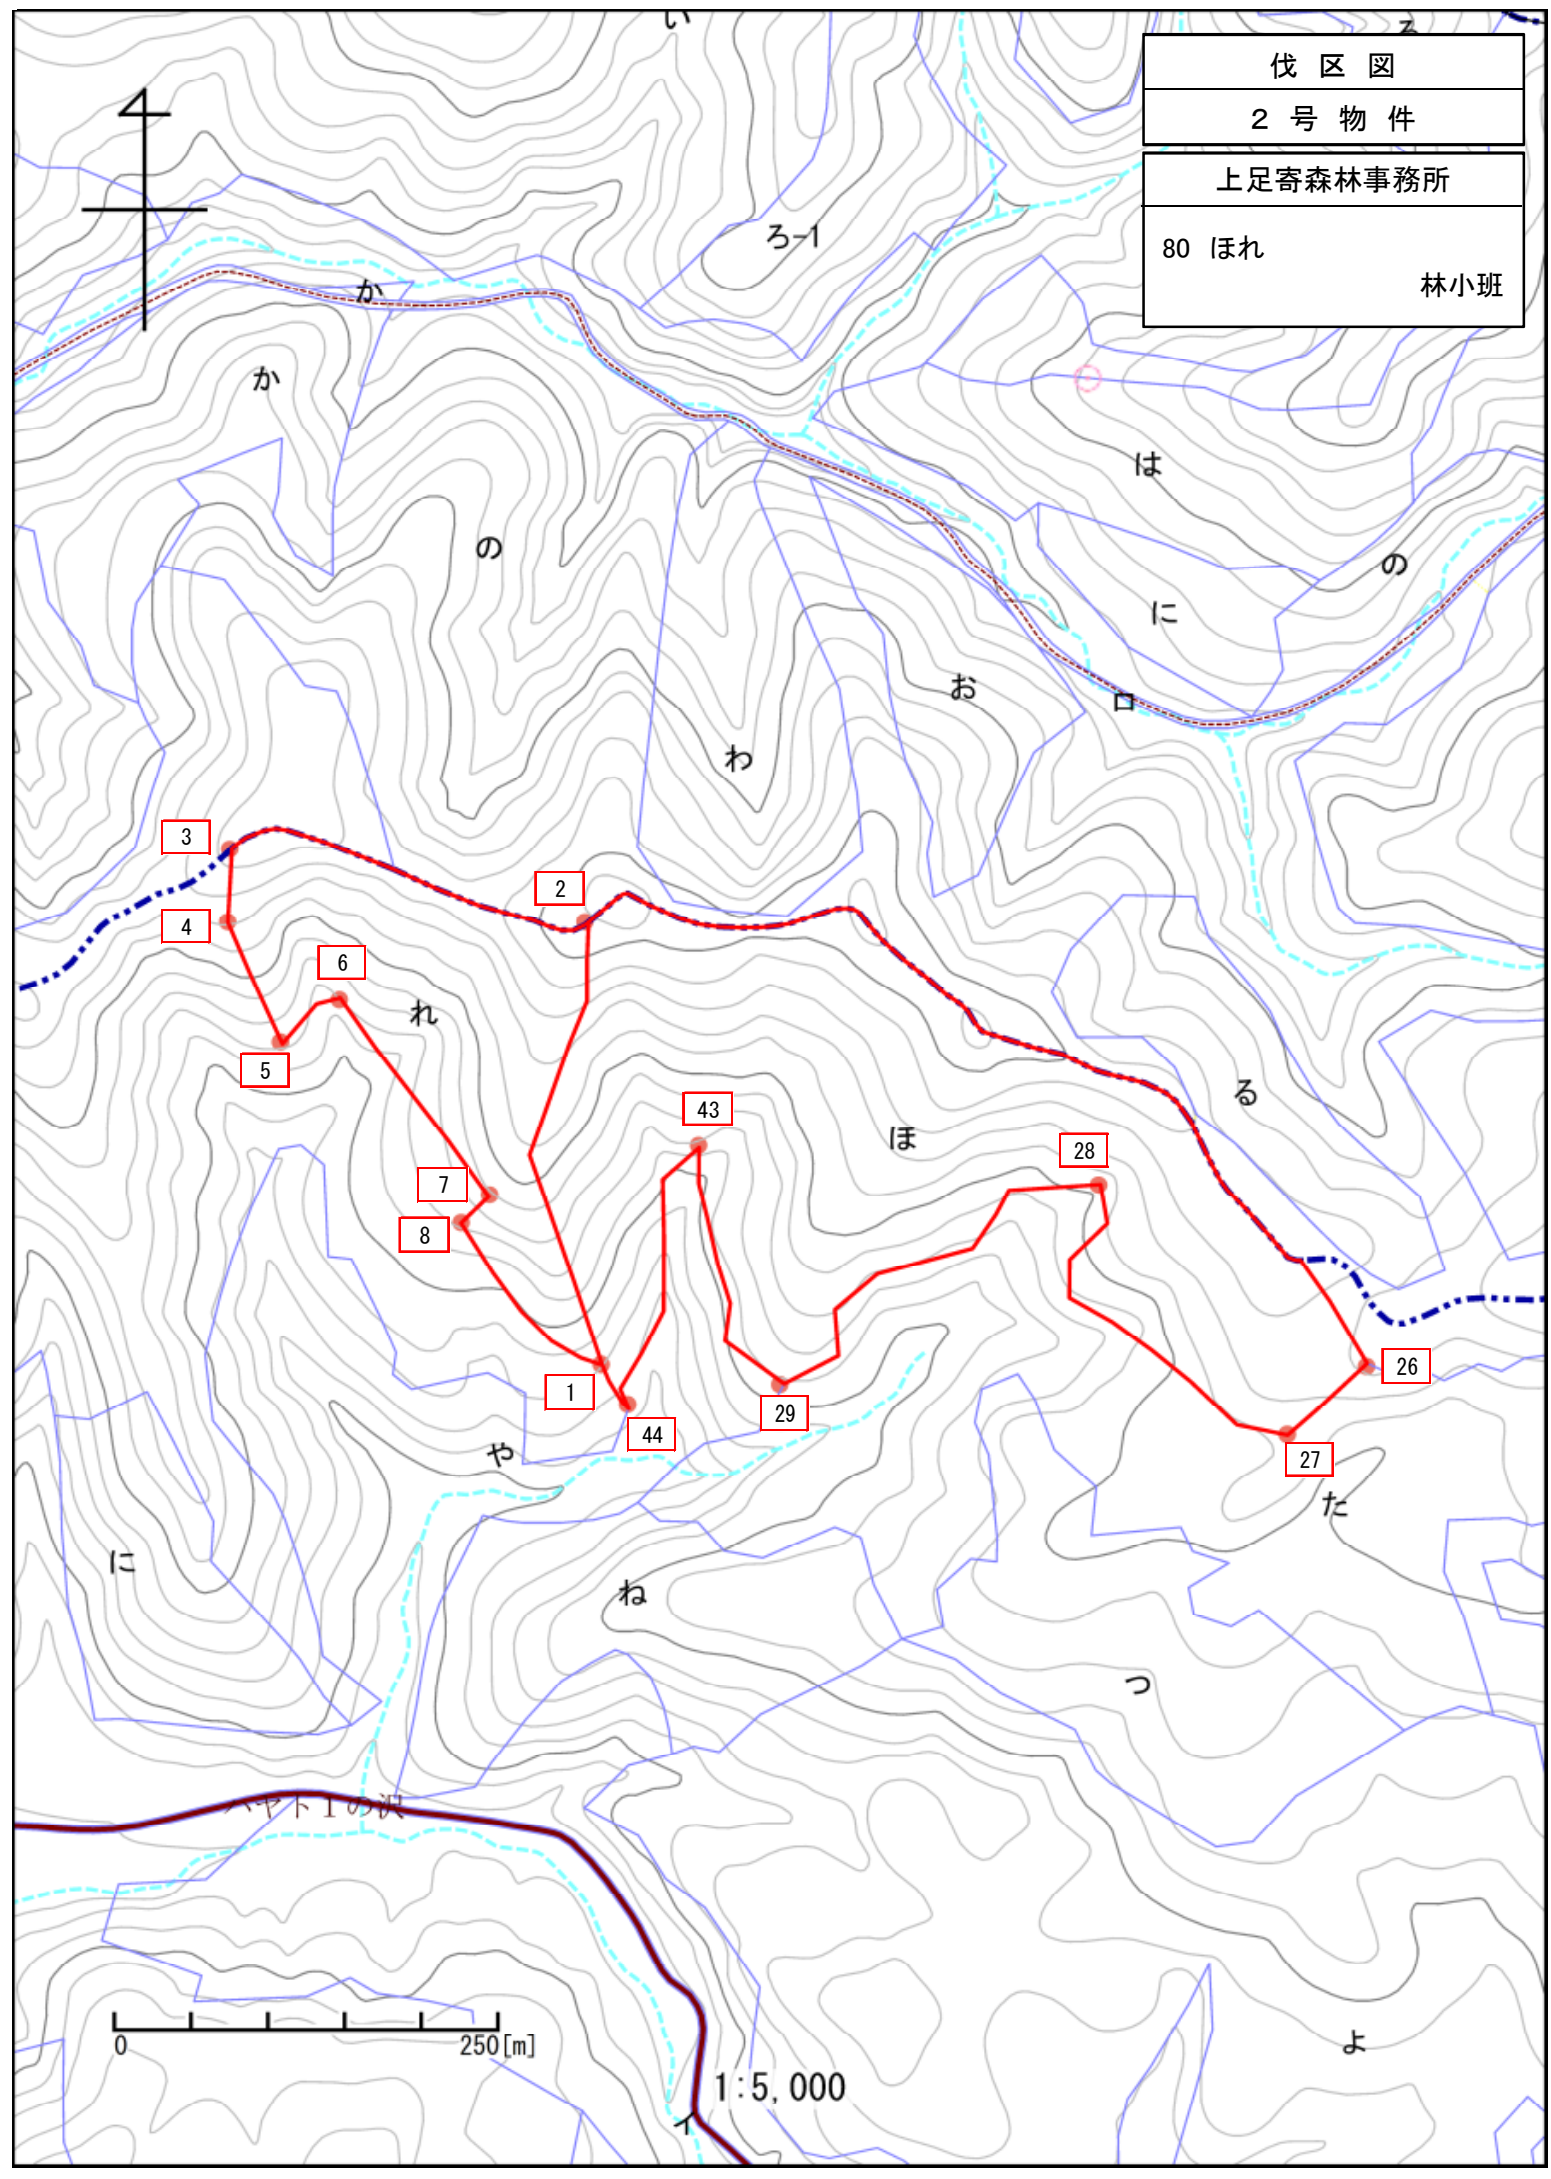 い
る
伐 区 図
２ 号 物 件
上足寄森林事務所
80 ほれ
林小班
ろ-1
か
か
は
の
の
に
お
ロ
わ
3
2
4
6
れ
5
43
る
ほ
28
7
8
1
26
29
44
や
27
た
に
ね
つ
ハヤト１の沢
0
250[m]
よ
1:5,000
イ